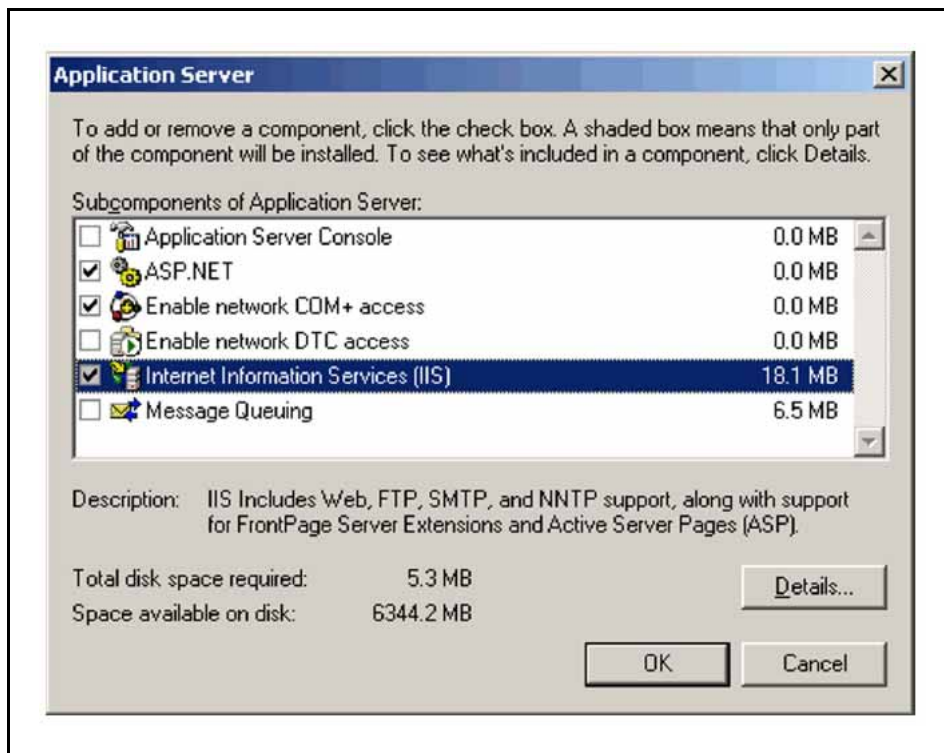 Application Server
To add or remove a component, click the check box. A shaded box means that only part
of the component will be installed. To see what's included in a component, click Details.
Subcomponents of Application Server:
Application Server Console 0.0 MB
ASP.NET 0.0 MB
Enable network COM+ access 0.0 MB
Enable network DTC access 0.0 MB
Internet Information Services (IIS) 18.1 MB
Message Queuing 6.5 MB
Description: IIS Includes Web, FTP, SMTP, and NNTP support, along with support
for FrontPage Server Extensions and Active Server Pages (ASP).
Total disk space required: 5.3 MB
Details...
Space available on disk: 6344.2 MB
OK Cancel